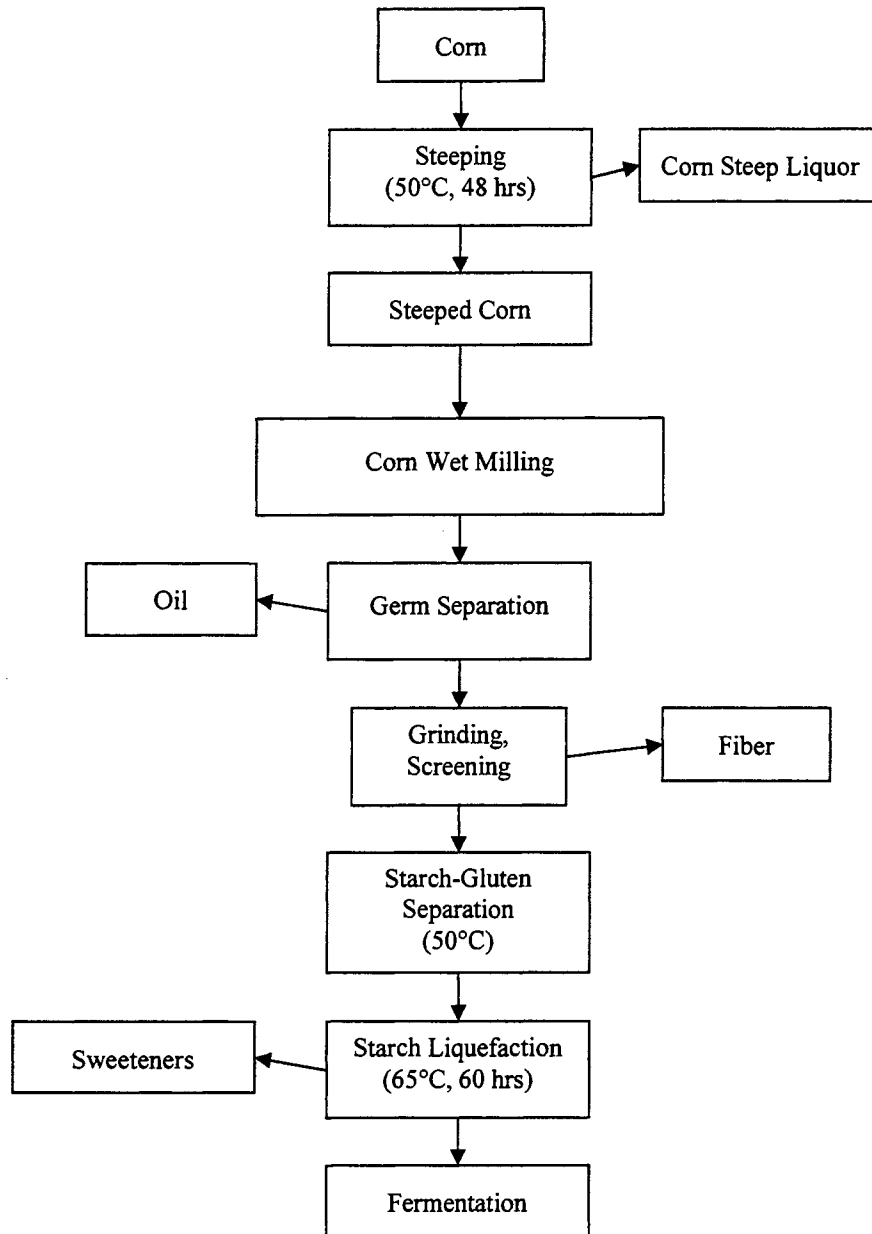 Corn
Steeping
(50°C, 48 hrs)
Corn Steep Liquor
Steeped Corn
Corn Wet Milling
Oil
Germ Separation
Grinding,
Screening
Fiber
Starch-Gluten
Separation
(50°C)
Sweeteners
Starch Liquefaction
(65°C, 60 hrs)
Fermentation